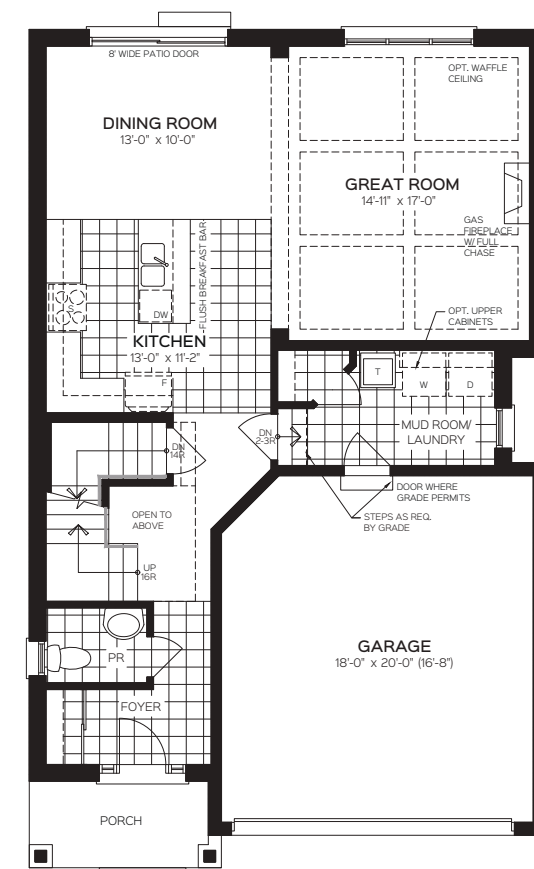 8' WIDE PATIO DOOR
OPT. WAFFLE
CEILING
DINING ROOM
13'-0" x 10'-0"
GREAT ROOM
14'-11" x 17'-0"
GAS
FIREPLACE
W/ FULL
CHASE
FLUSH BREAKFAST BAR
S
DW
OPT. UPPER
CABINETS
KITCHEN
13'-0" x 11'-2"
F
T
W
D
MUD ROOM/
LAUNDRY
DN
14R
DN
2-3R
DOOR WHERE
GRADE PERMITS
STEPS AS REQ.
BY GRADE
OPEN TO
ABOVE
UP
16R
GARAGE
18'-0" x 20'-0" (16'-8")
PR
FOYER
PORCH